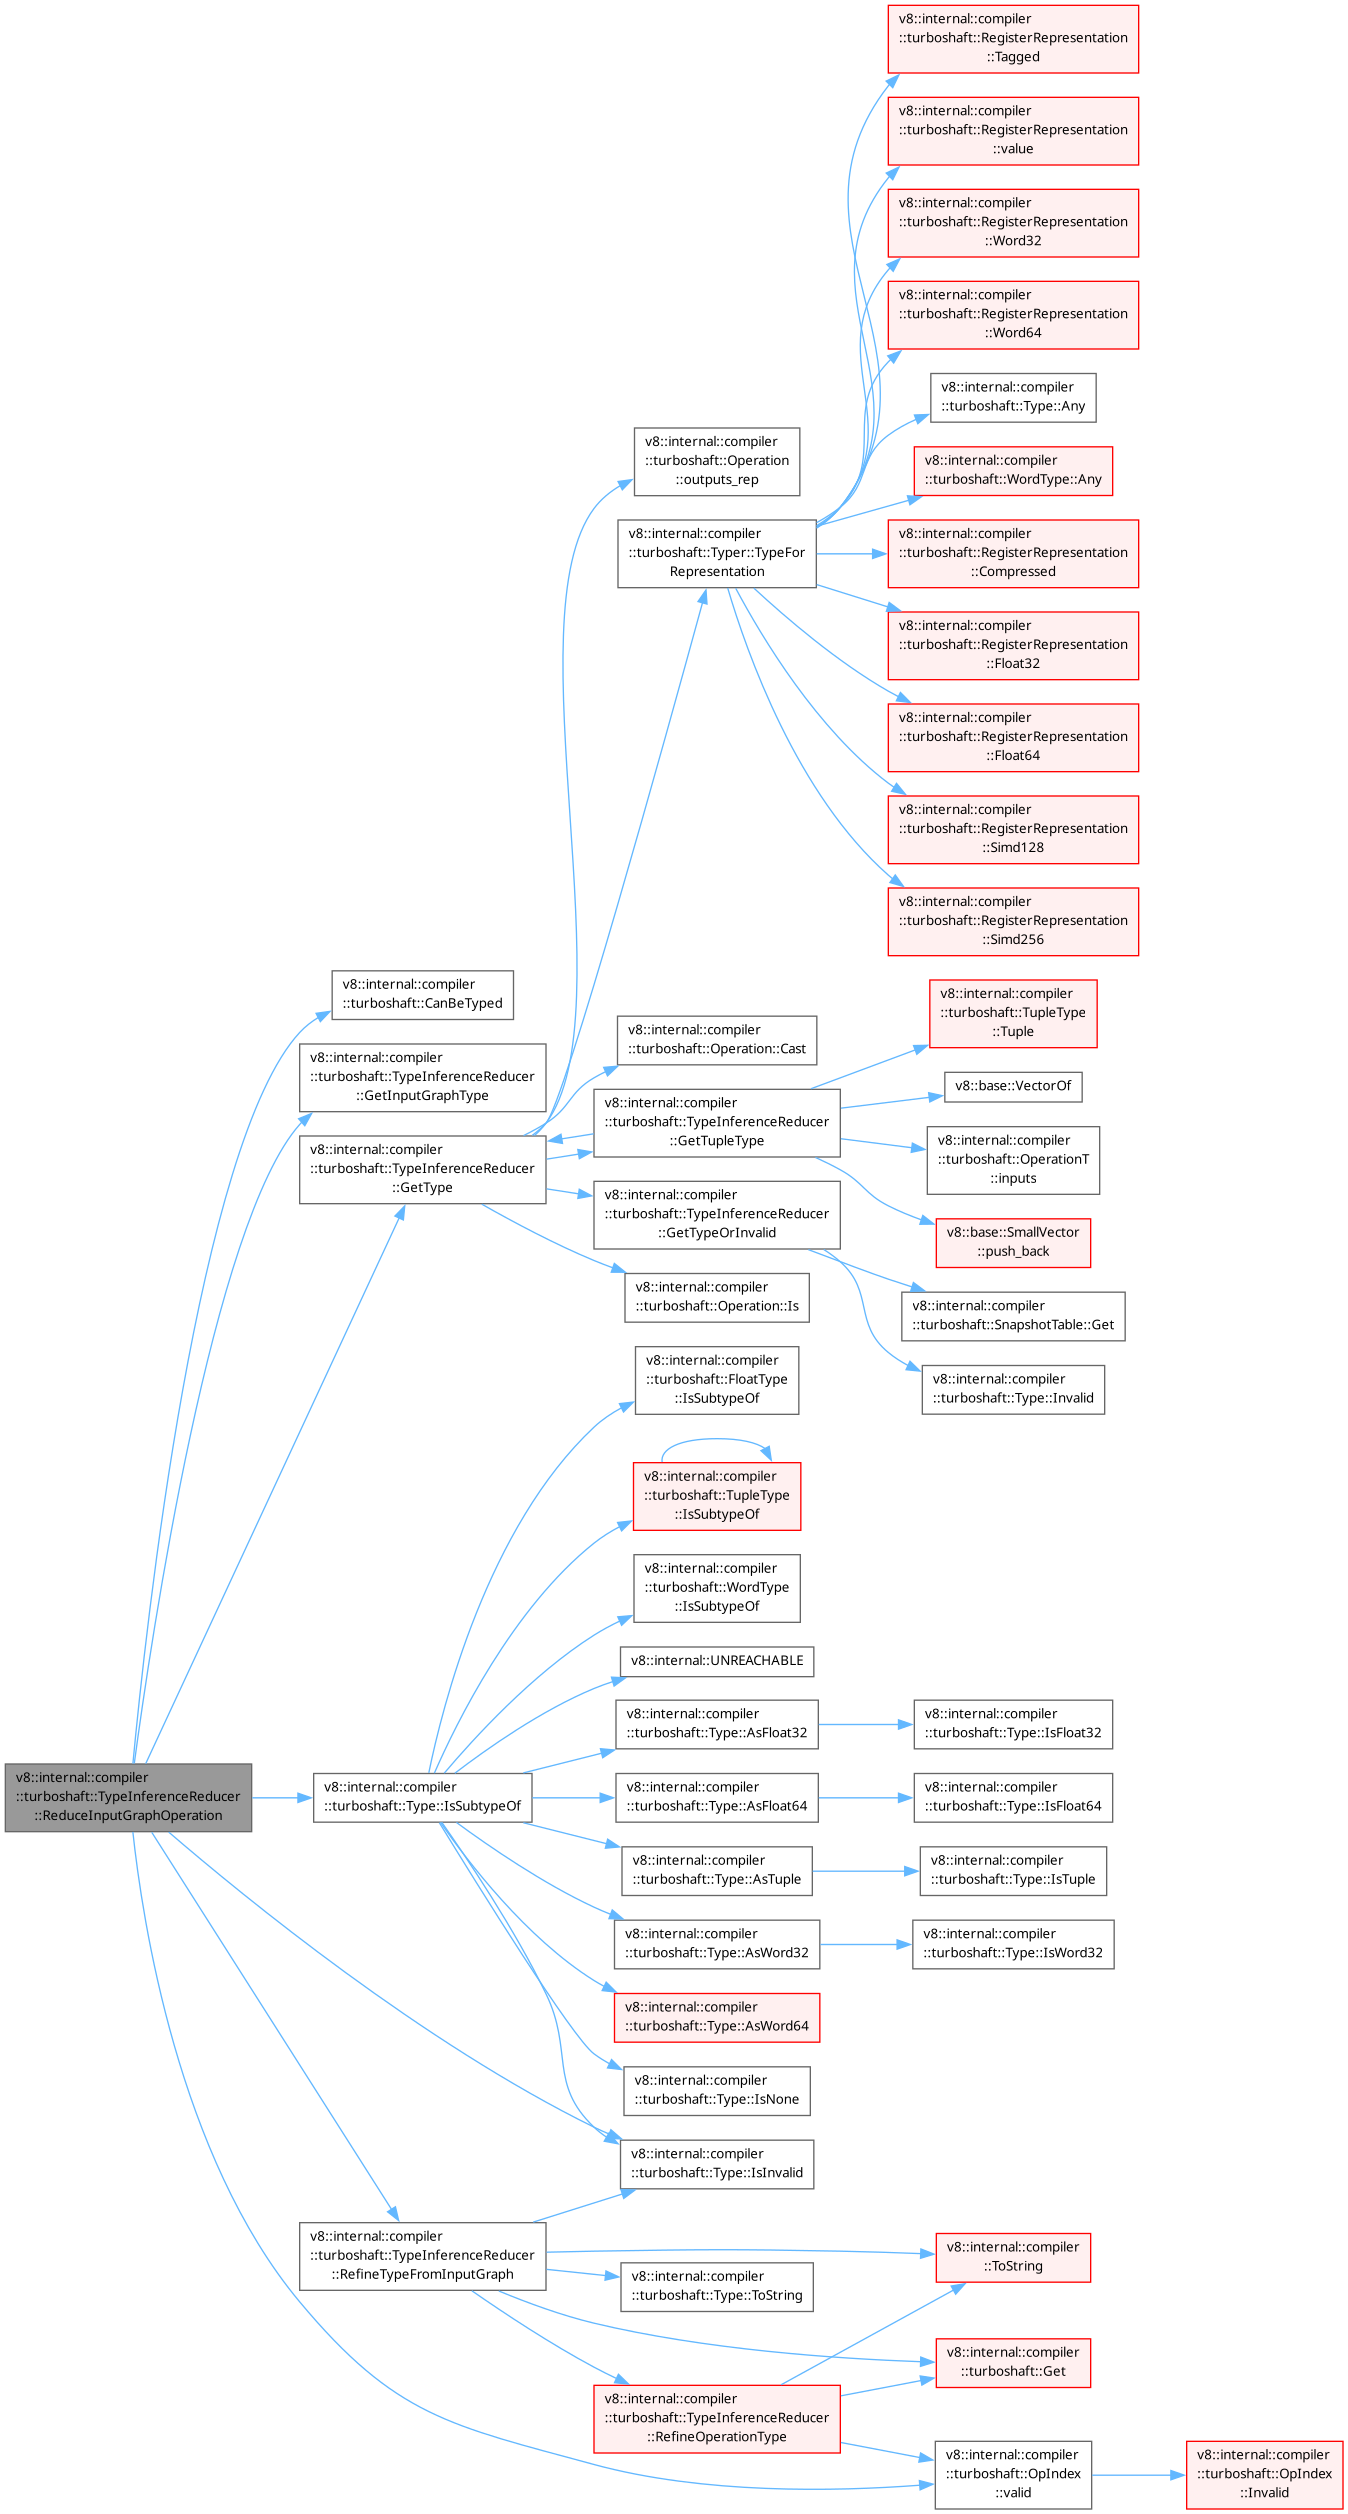 v8::internal::compiler
::turboshaft::RegisterRepresentation
::Tagged
v8::internal::compiler
::turboshaft::RegisterRepresentation
::value
v8::internal::compiler
::turboshaft::RegisterRepresentation
::Word32
v8::internal::compiler
::turboshaft::RegisterRepresentation
::Word64
v8::internal::compiler
::turboshaft::Type::Any
v8::internal::compiler
::turboshaft::Operation
::outputs_rep
v8::internal::compiler
::turboshaft::WordType::Any
v8::internal::compiler
::turboshaft::Typer::TypeFor
Representation
v8::internal::compiler
::turboshaft::RegisterRepresentation
::Compressed
v8::internal::compiler
::turboshaft::RegisterRepresentation
::Float32
v8::internal::compiler
::turboshaft::RegisterRepresentation
::Float64
v8::internal::compiler
::turboshaft::RegisterRepresentation
::Simd128
v8::internal::compiler
::turboshaft::RegisterRepresentation
::Simd256
v8::internal::compiler
::turboshaft::CanBeTyped
v8::internal::compiler
::turboshaft::TupleType
::Tuple
v8::internal::compiler
::turboshaft::Operation::Cast
v8::internal::compiler
::turboshaft::TypeInferenceReducer
::GetInputGraphType
v8::base::VectorOf
v8::internal::compiler
::turboshaft::TypeInferenceReducer
::GetTupleType
v8::internal::compiler
::turboshaft::TypeInferenceReducer
::GetType
v8::internal::compiler
::turboshaft::OperationT
::inputs
v8::internal::compiler
::turboshaft::TypeInferenceReducer
::GetTypeOrInvalid
v8::base::SmallVector
::push_back
v8::internal::compiler
::turboshaft::Operation::Is
v8::internal::compiler
::turboshaft::SnapshotTable::Get
v8::internal::compiler
::turboshaft::FloatType
::IsSubtypeOf
v8::internal::compiler
::turboshaft::Type::Invalid
v8::internal::compiler
::turboshaft::TupleType
::IsSubtypeOf
v8::internal::compiler
::turboshaft::WordType
::IsSubtypeOf
v8::internal::UNREACHABLE
v8::internal::compiler
::turboshaft::Type::AsFloat32
v8::internal::compiler
::turboshaft::Type::IsFloat32
v8::internal::compiler
::turboshaft::TypeInferenceReducer
::ReduceInputGraphOperation
v8::internal::compiler
::turboshaft::Type::IsSubtypeOf
v8::internal::compiler
::turboshaft::Type::AsFloat64
v8::internal::compiler
::turboshaft::Type::IsFloat64
v8::internal::compiler
::turboshaft::Type::AsTuple
v8::internal::compiler
::turboshaft::Type::IsTuple
v8::internal::compiler
::turboshaft::Type::AsWord32
v8::internal::compiler
::turboshaft::Type::IsWord32
v8::internal::compiler
::turboshaft::Type::AsWord64
v8::internal::compiler
::turboshaft::Type::IsNone
v8::internal::compiler
::turboshaft::Type::IsInvalid
v8::internal::compiler
::turboshaft::TypeInferenceReducer
::RefineTypeFromInputGraph
v8::internal::compiler
::ToString
v8::internal::compiler
::turboshaft::Type::ToString
v8::internal::compiler
::turboshaft::Get
v8::internal::compiler
::turboshaft::TypeInferenceReducer
::RefineOperationType
v8::internal::compiler
::turboshaft::OpIndex
::valid
v8::internal::compiler
::turboshaft::OpIndex
::Invalid